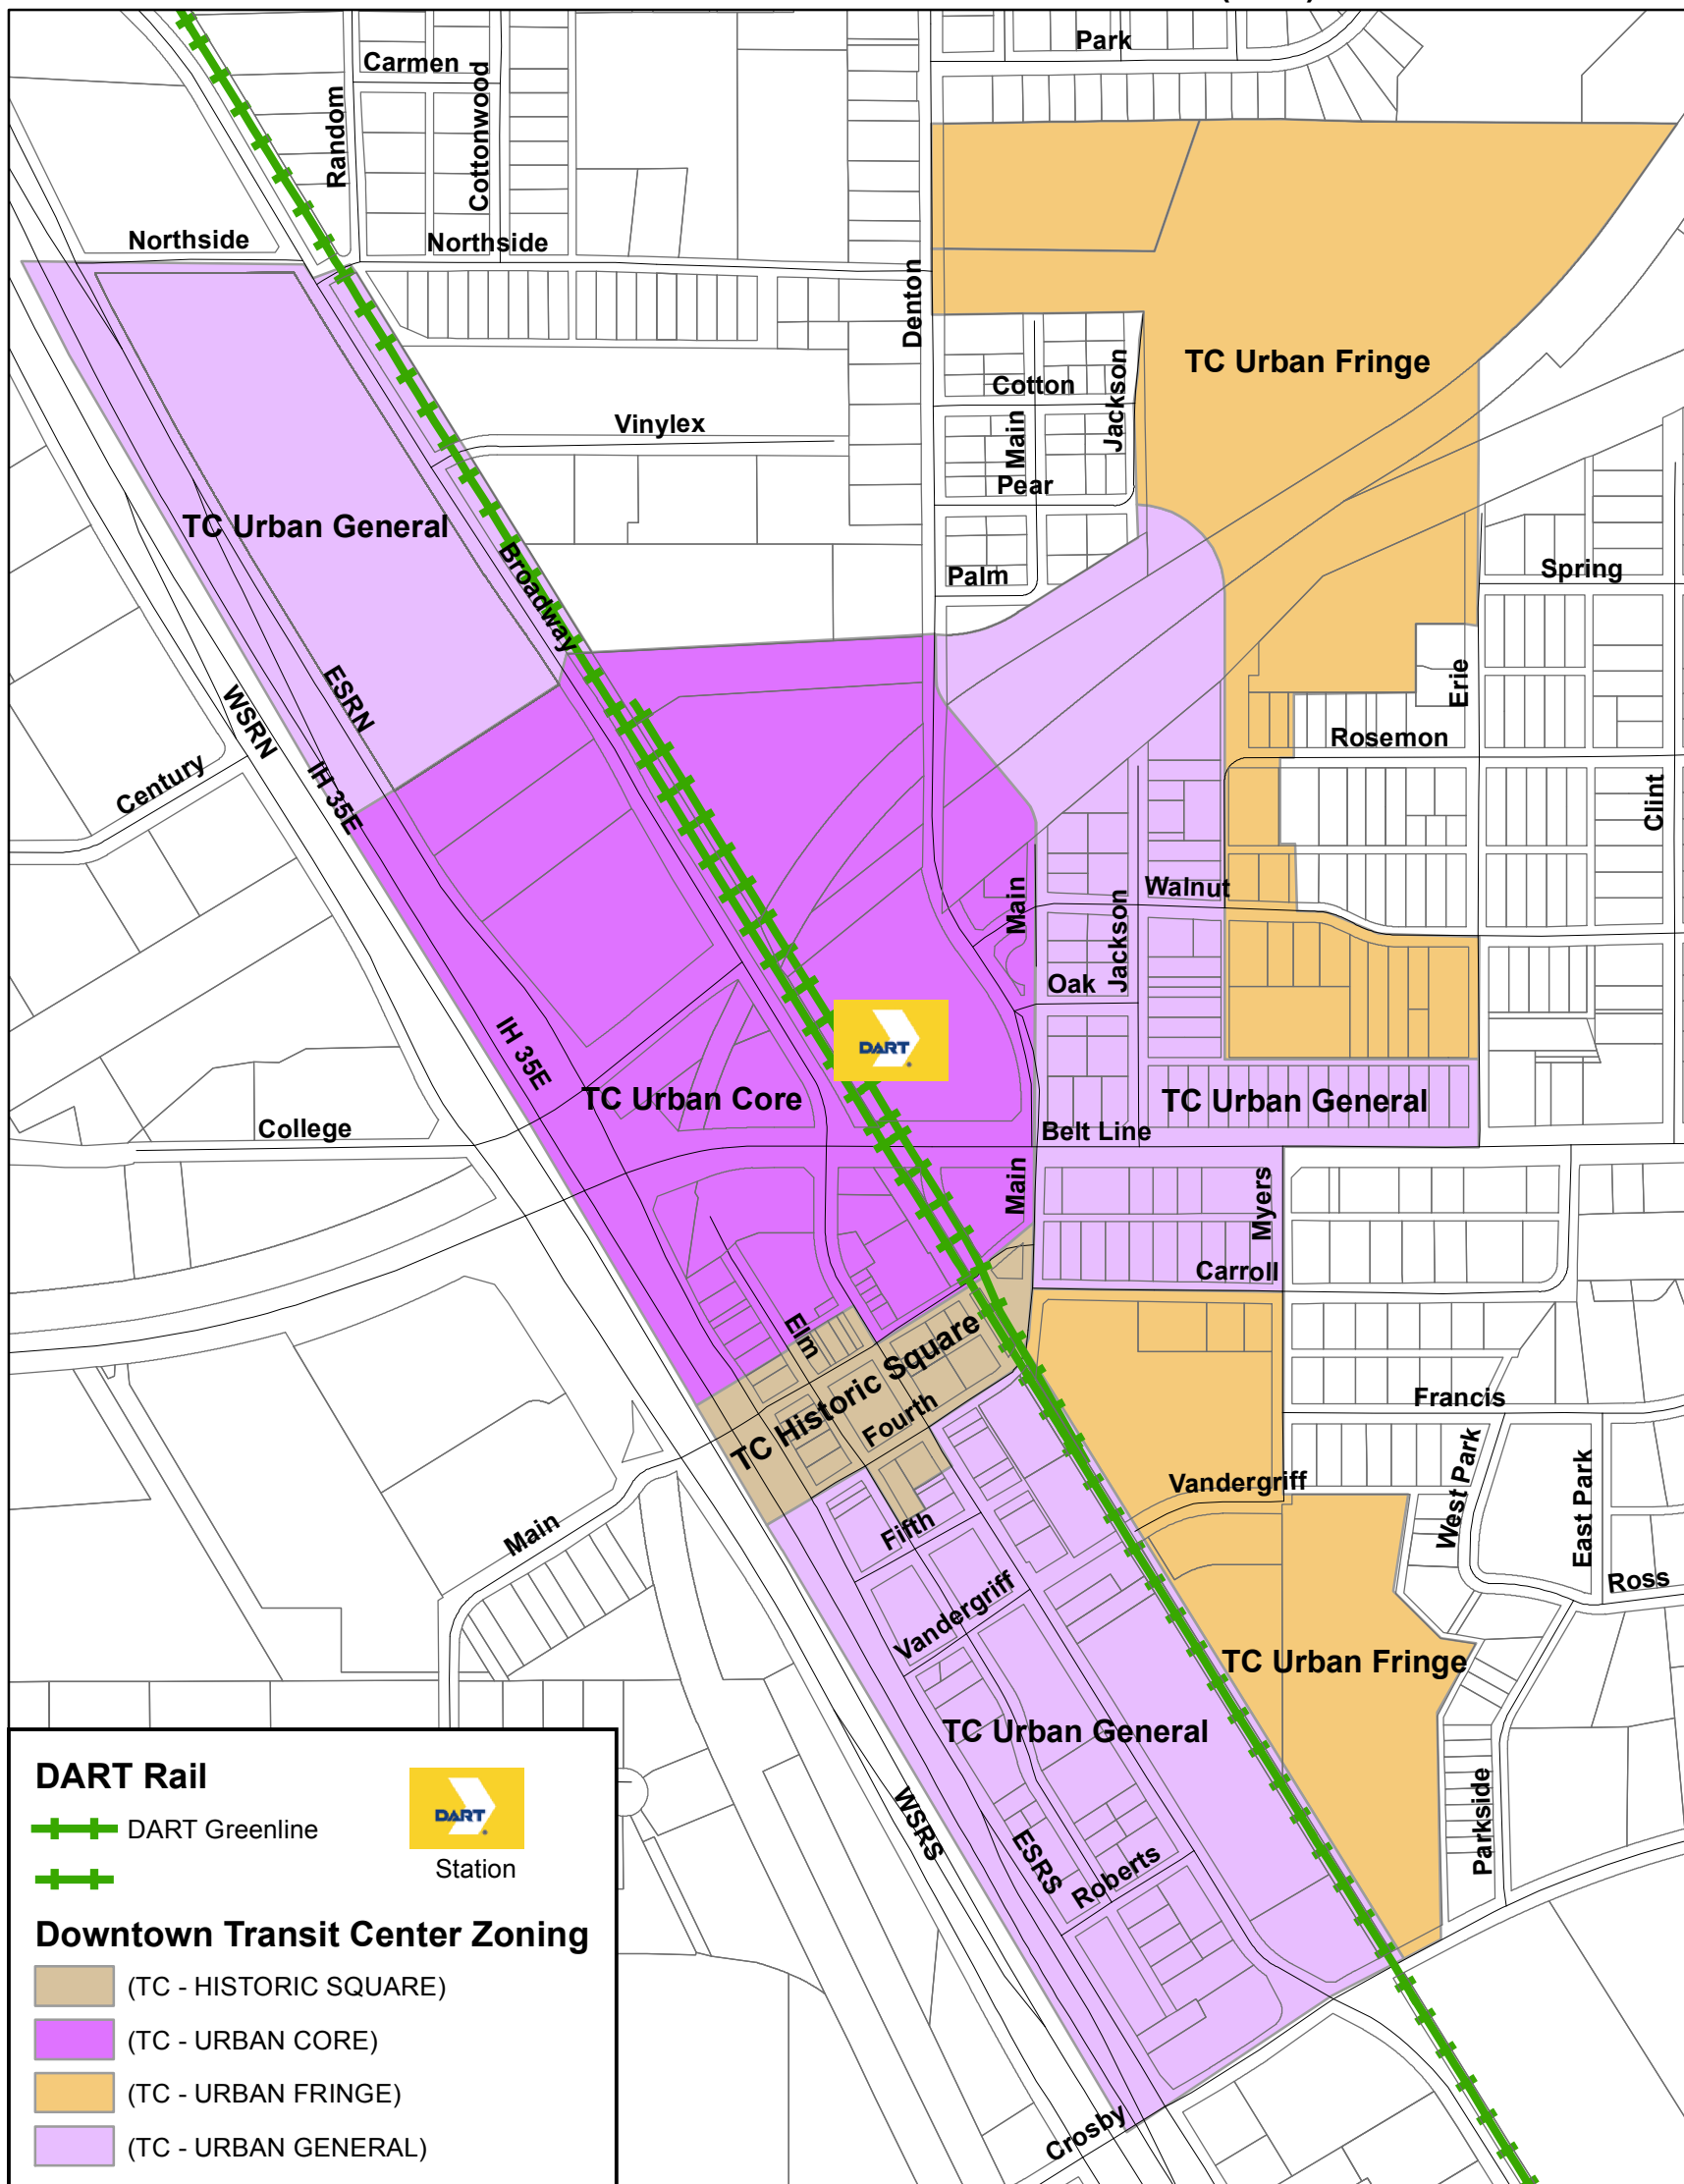 Park
Carmen
Random
Cottonwood
Northside
Northside
Denton
TC Urban Fringe
Cotton
Main
Jackson
Vinylex
Pear
TC Urban General
Broadway
Palm
Spring
ESRN
WSRN
Erie
Rosemon
Century
IH 35E
Clint
Walnut
Main
Jackson
Oak
IH 35E
DART
TC Urban Core
TC Urban General
College
Belt Line
Main
Myers
Carroll
Elm
TC Historic Square
Francis
Fourth
West Park
East Park
Vandergriff
Fifth
Main
Ross
Vandergriff
TC Urban Fringe
TC Urban General
Parkside
WSRS
ESRS
Roberts
Crosby
DART Rail
DART Greenline
DART
Station
Downtown Transit Center Zoning
(TC - HISTORIC SQUARE)
(TC - URBAN CORE)
(TC - URBAN FRINGE)
(TC - URBAN GENERAL)